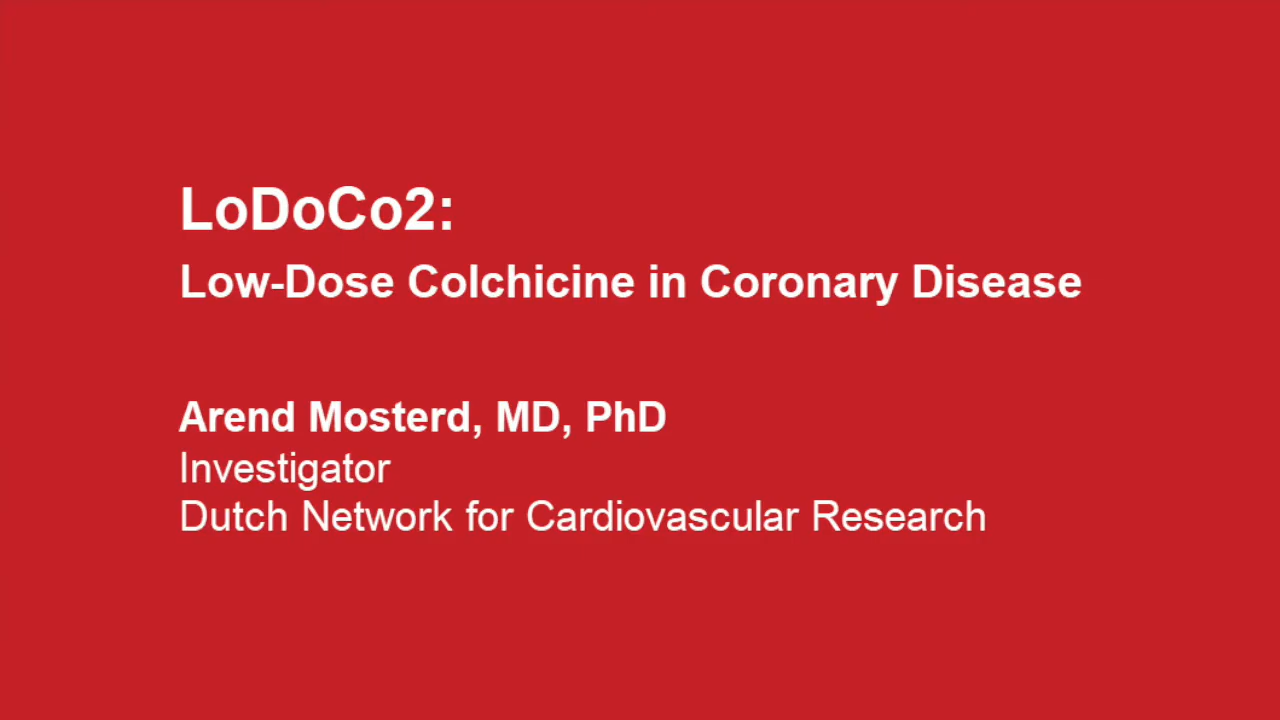 LoDoCo2:
Low-Dose Colchicine in Coronary Disease
Arend Mosterd, MD, PhD
Investigator
Dutch Network for Cardiovascular Research